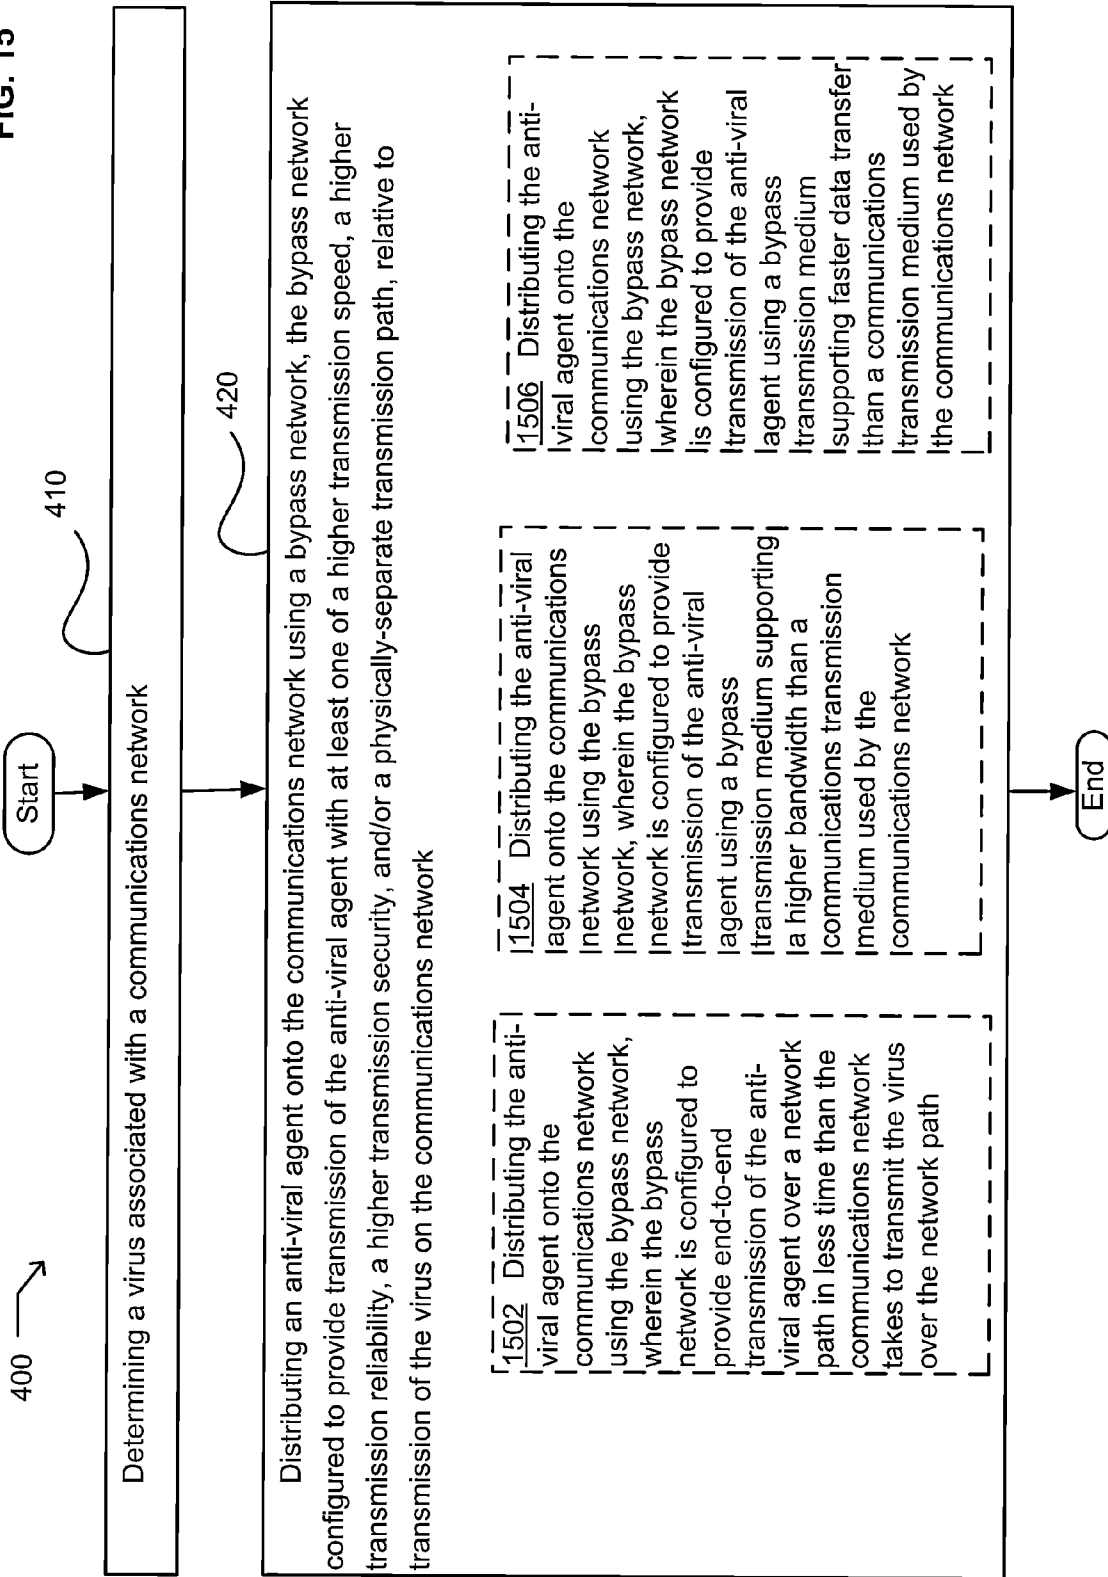 FIG. 15
400
Start
410
Determining a virus associated with a communications network
420
Distributing an anti-viral agent onto the communications network using a bypass network, the bypass network
configured to provide transmission of the anti-viral agent with at least one of a higher transmission speed, a higher
transmission reliability, a higher transmission security, and/or a physically-separate transmission path, relative to
transmission of the virus on the communications network
1502 Distributing the anti-
viral agent onto the
communications network
using the bypass network,
wherein the bypass
network is configured to
provide end-to-end
transmission of the anti-
viral agent over a network
path in less time than the
communications network
takes to transmit the virus
over the network path
1504 Distributing the anti-viral
agent onto the communications
network using the bypass
network, wherein the bypass
network is configured to provide
transmission of the anti-viral
agent using a bypass
transmission medium supporting
a higher bandwidth than a
communications transmission
medium used by the
communications network
1506 Distributing the anti-
viral agent onto the
communications network
using the bypass network,
wherein the bypass network
is configured to provide
transmission of the anti-viral
agent using a bypass
transmission medium
supporting faster data transfer
than a communications
transmission medium used by
the communications network
End